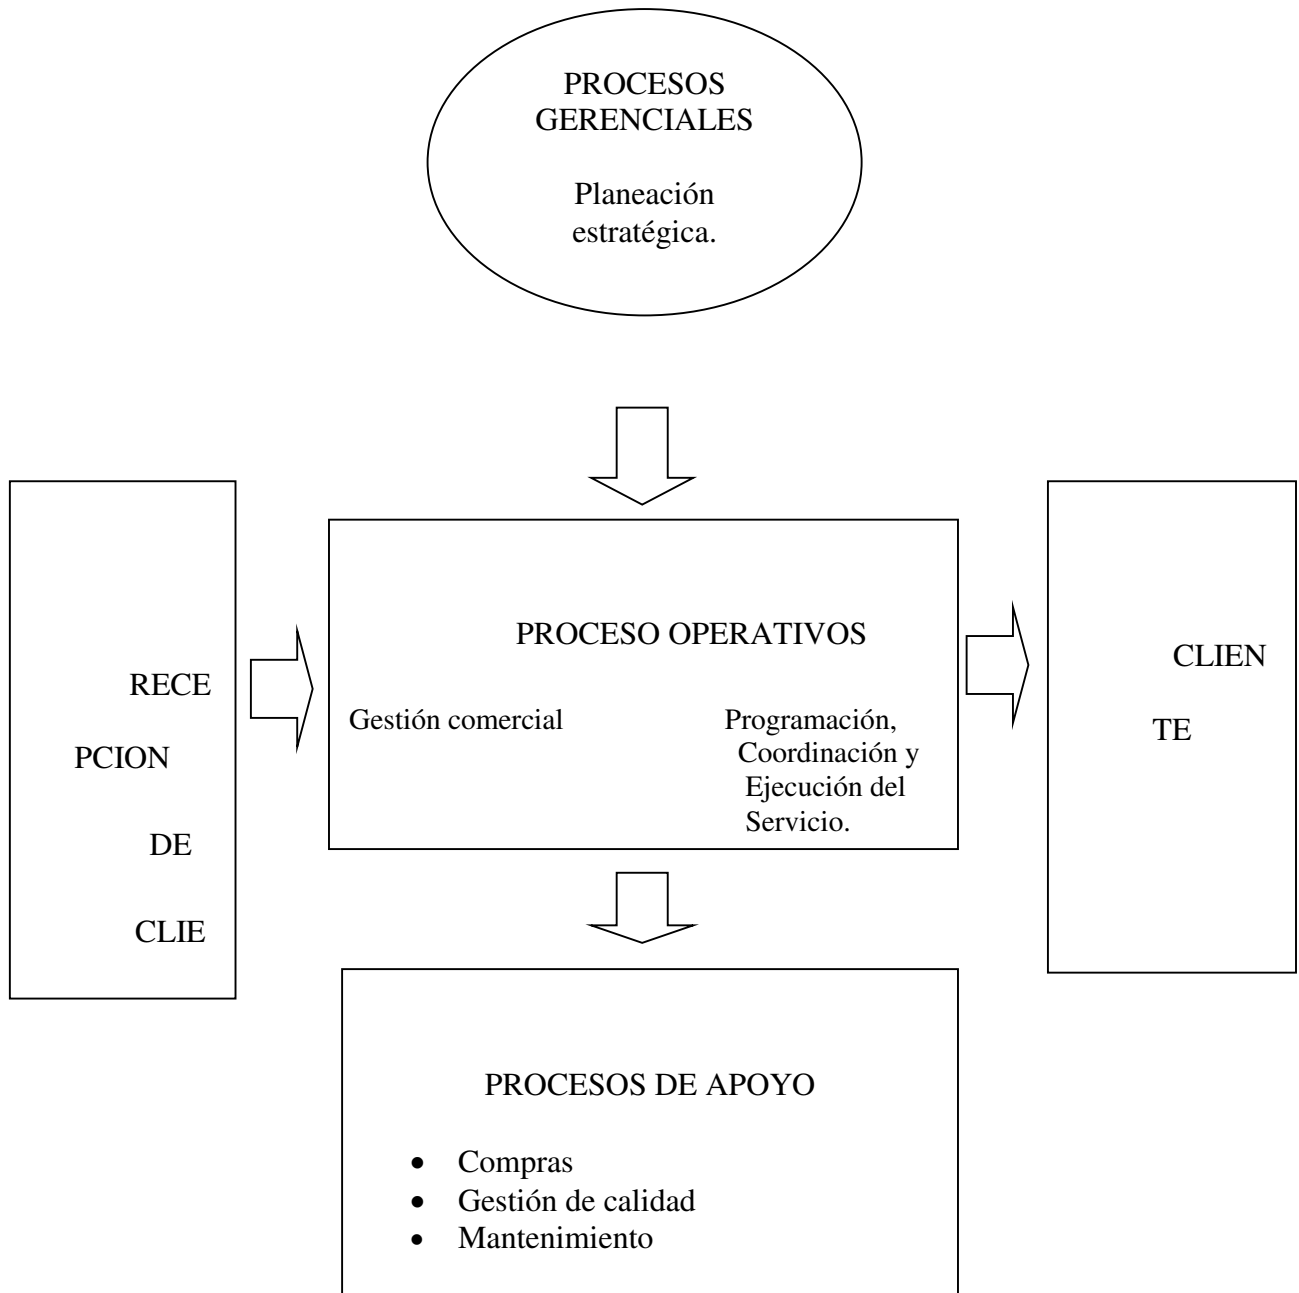 PROCESOS
GERENCIALES
Planeación
estratégica.
RECE
PCION
DE
CLIE
PROCESO OPERATIVOS
Gestión comercial
Programación,
Coordinación y
Ejecución del
Servicio.
CLIEN
TE
PROCESOS DE APOYO
• Compras
• Gestión de calidad
• Mantenimiento